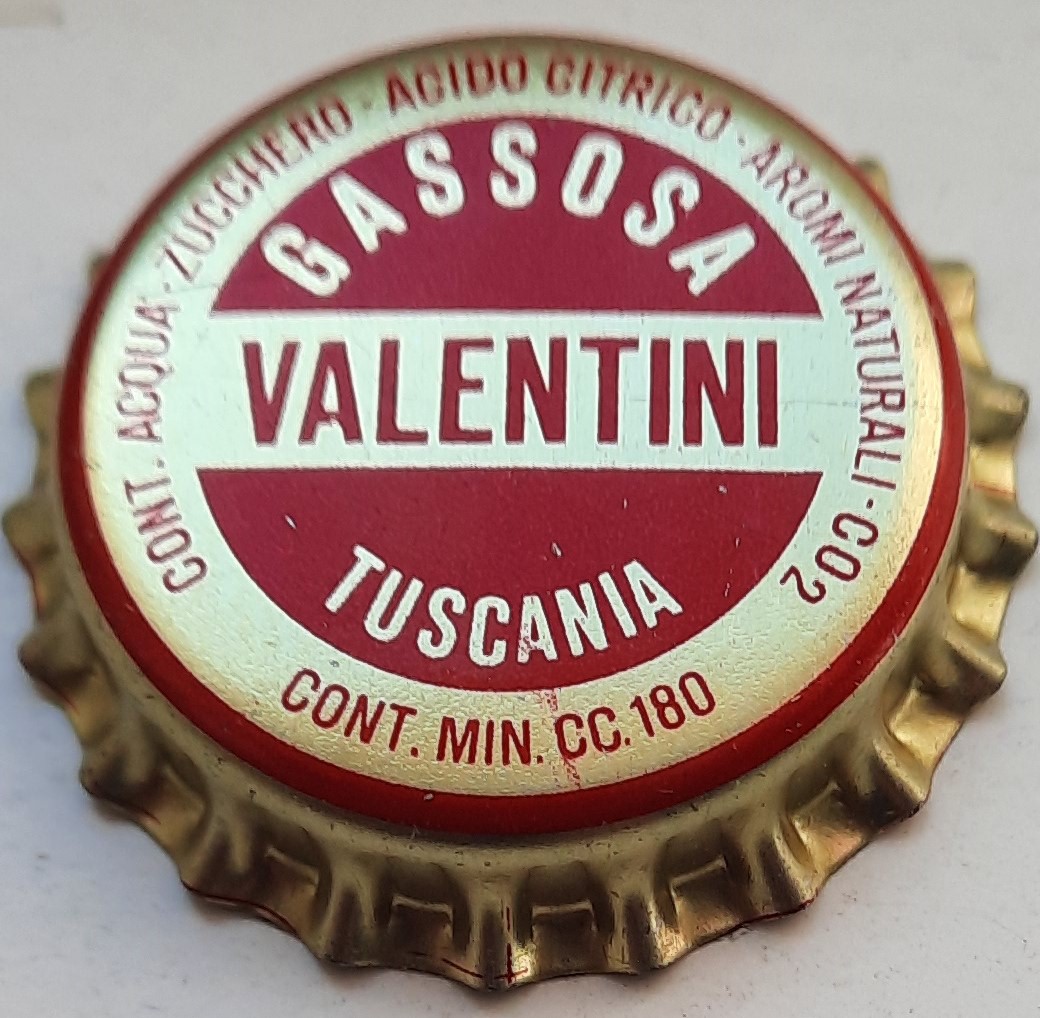 CONT. ACQUA - ZUCCHERO - ACIDO CITRICO - AROMI NATURALI - CO2
GASSOSA
VALENTINI
TUSCANIA
CONT. MIN. CC. 180